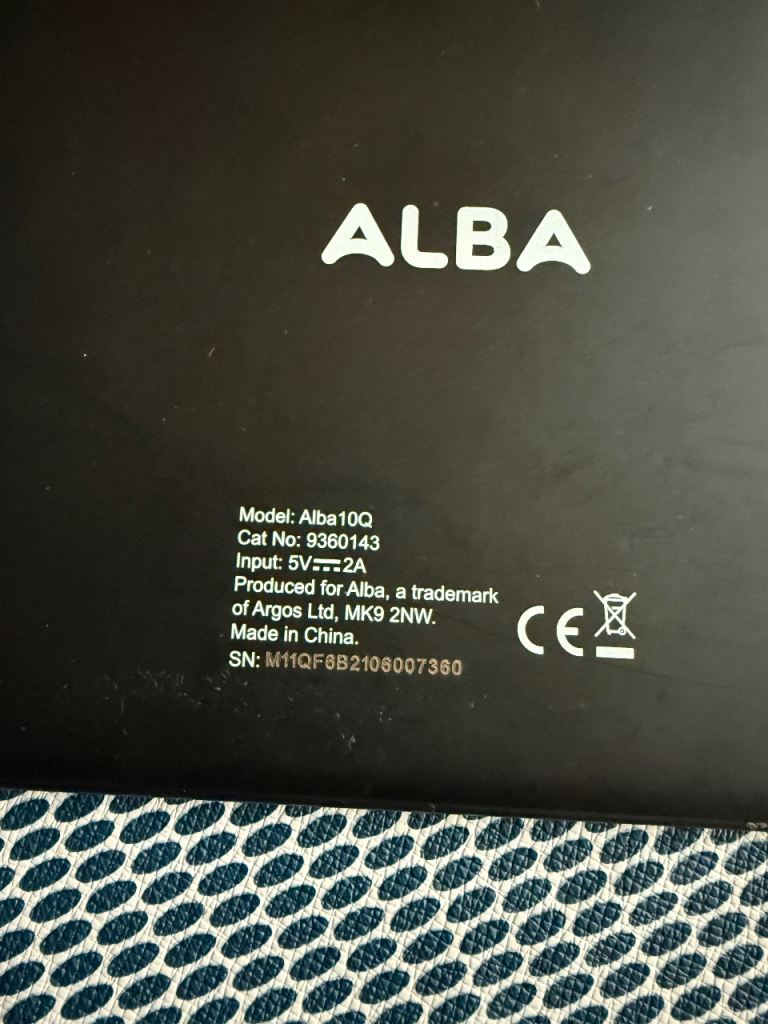 ALBA
Model: Alba10Q
Cat No: 9360143
Input: 5V⎓2A
Produced for Alba, a trademark
of Argos Ltd, MK9 2NW.
Made in China.
SN: M11QF6B2106007360
CE